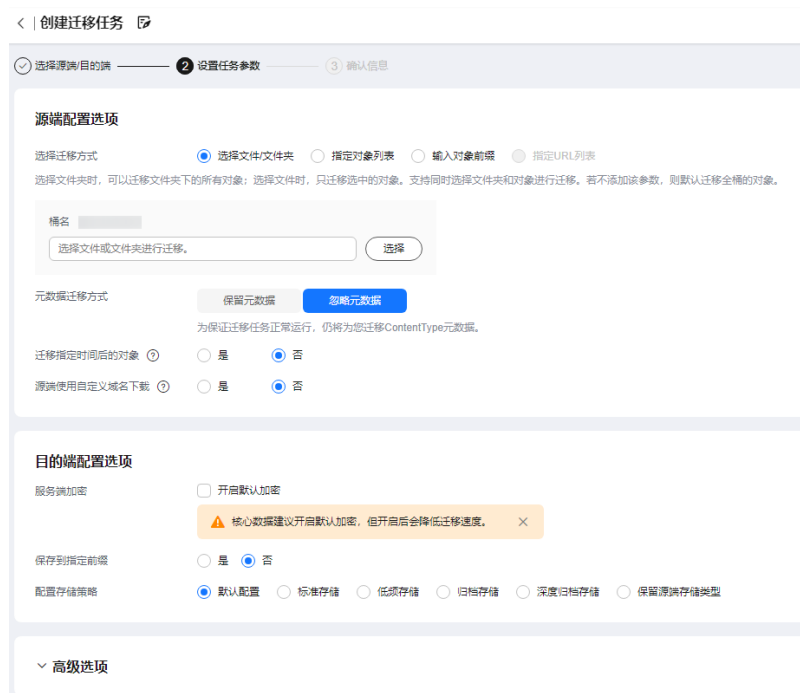 创建迁移任务
选择源端/目的端 2 设置任务参数 3 确认信息
源端配置选项
选择迁移方式 选择文件/文件夹 指定对象列表 输入对象前缀 指定URL列表
选择文件夹时，可以迁移文件夹下的所有对象；选择文件时，只迁移选中的对象。支持同时选择文件夹和对象进行迁移。若不添加该参数，则默认迁移全桶的对象。
桶名
选择文件或文件夹进行迁移。 选择
元数据迁移方式 保留元数据 忽略元数据
为保证迁移任务正常运行，仍将为您迁移ContentType元数据。
迁移指定时间后的对象 ? 是 否
源端使用自定义域名下载 ? 是 否
目的端配置选项
服务端加密 开启默认加密
核心数据建议开启默认加密，但开启后会降低迁移速度。
保存到指定前缀 是 否
配置存储策略 默认配置 标准存储 低频存储 归档存储 深度归档存储 保留源端存储类型
高级选项